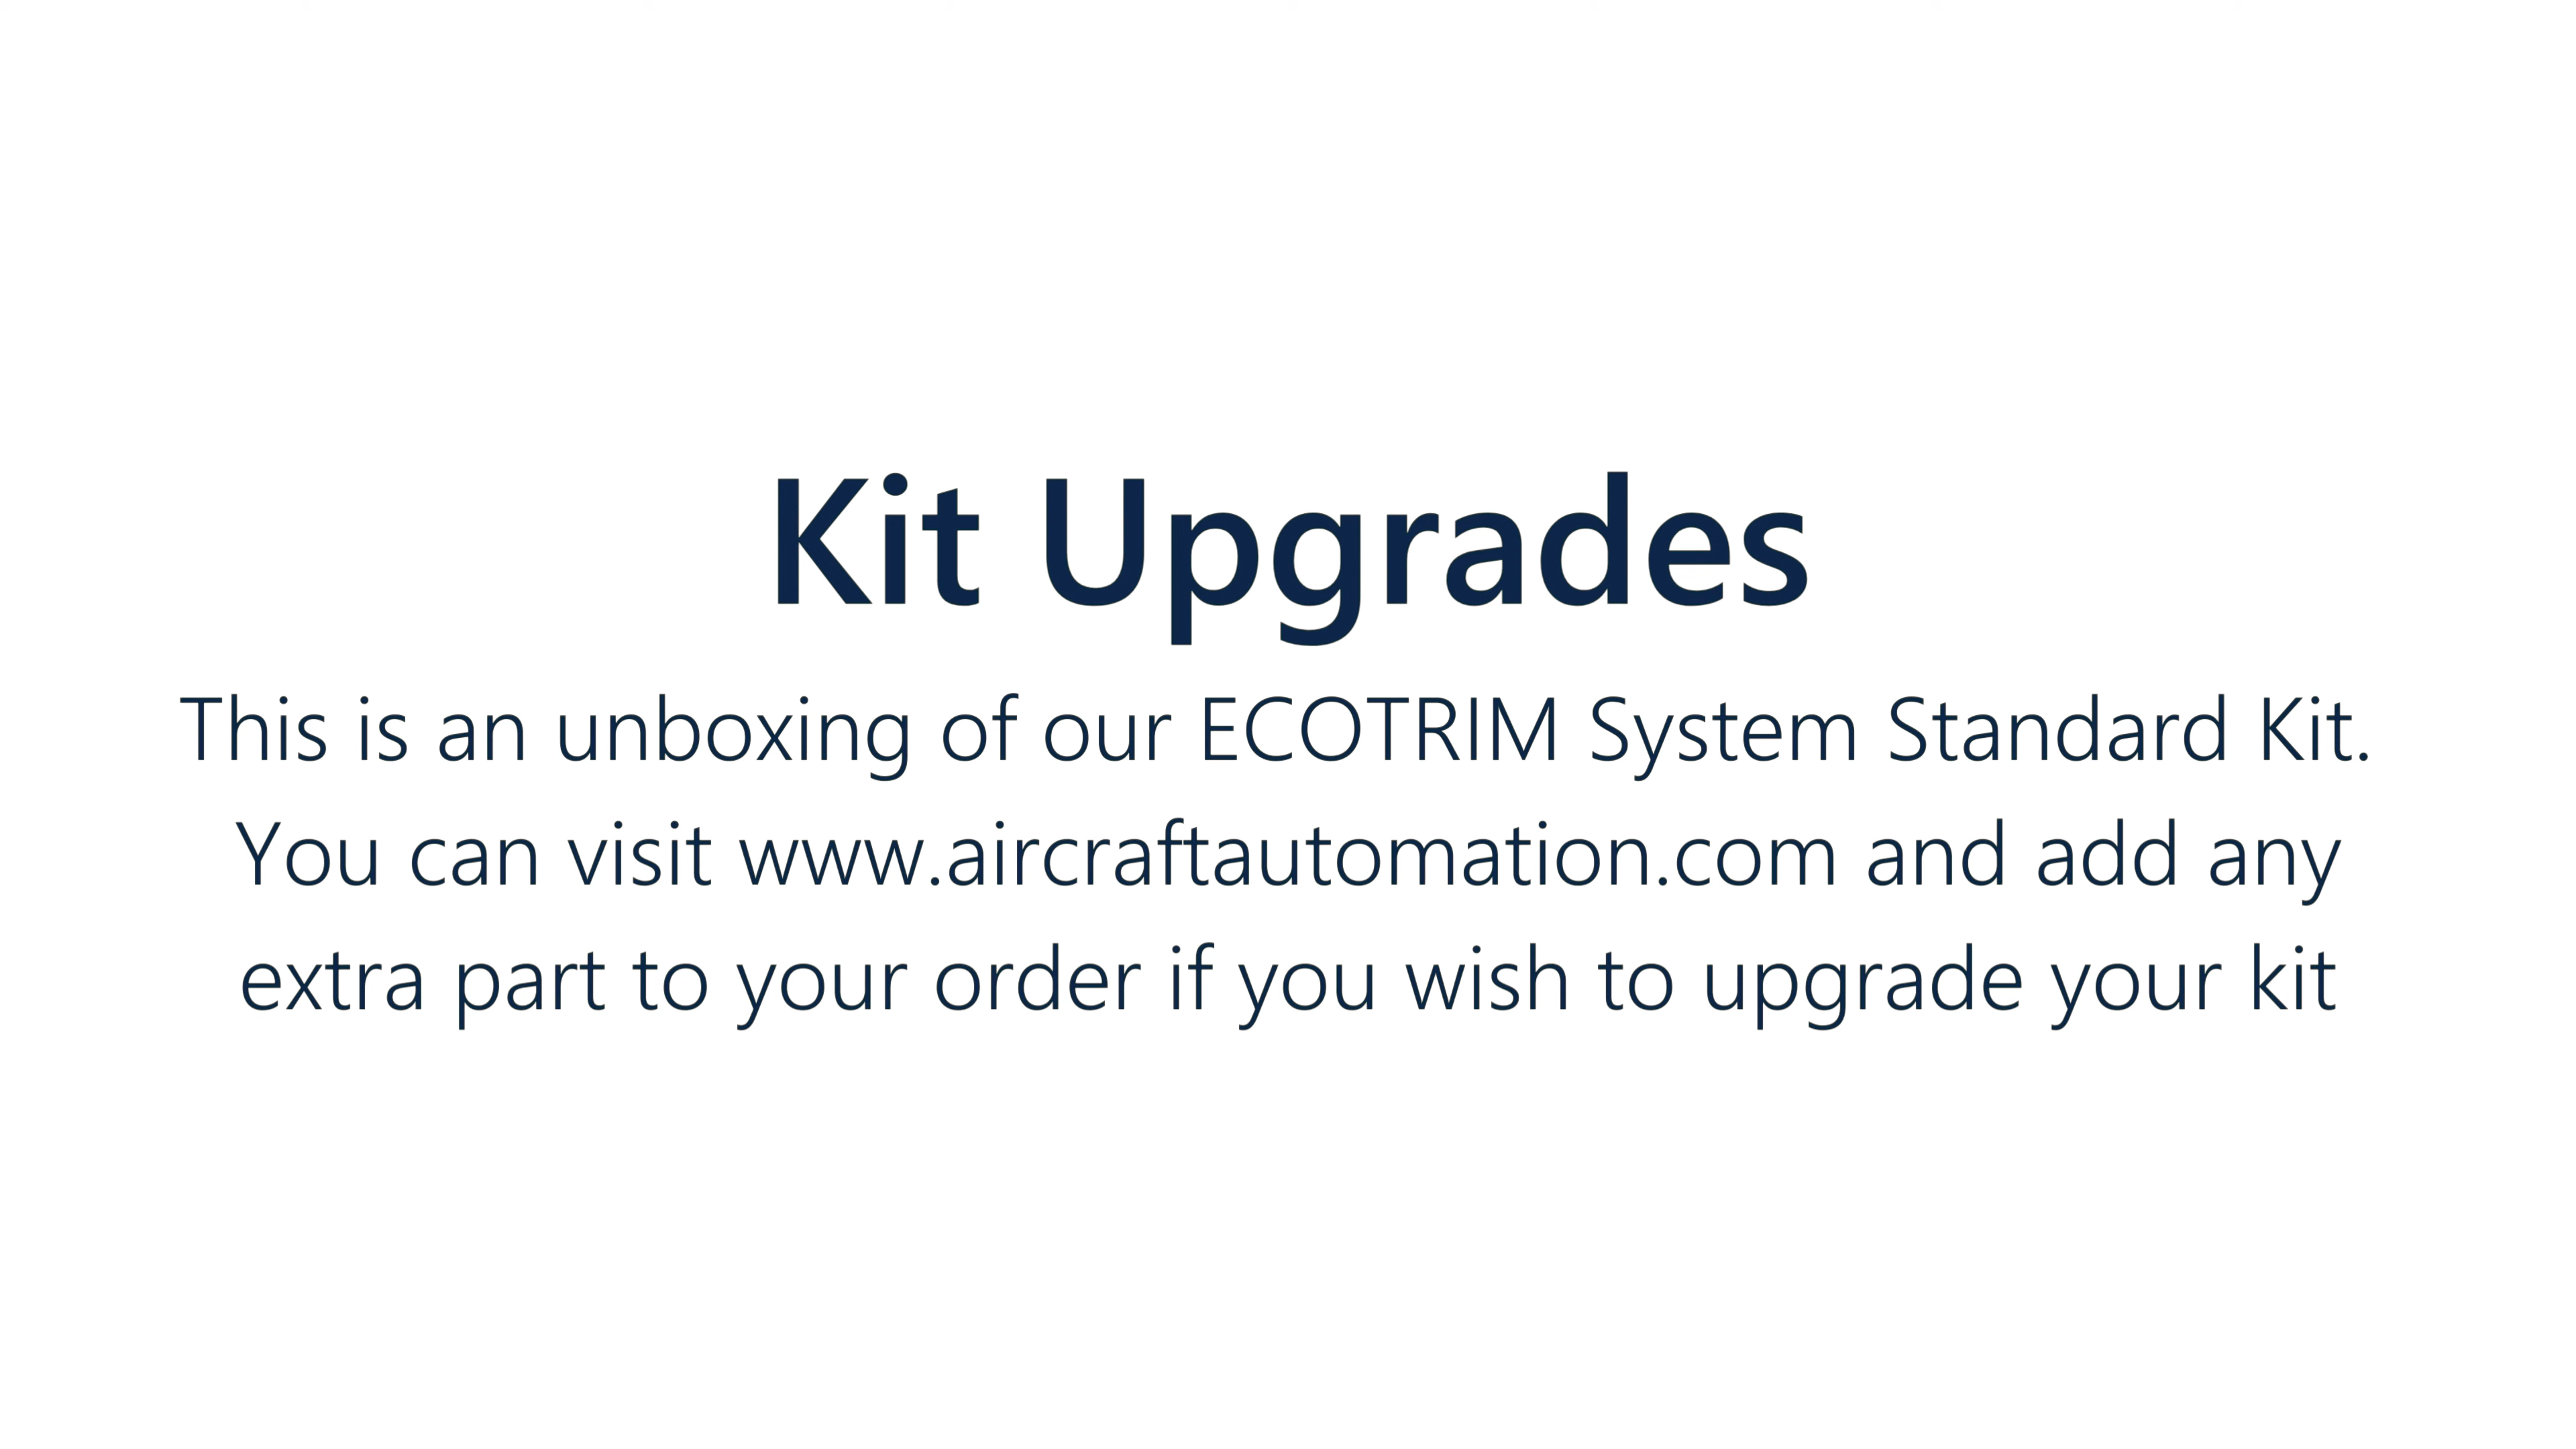 Kit Upgrades
This is an unboxing of our ECOTRIM System Standard Kit.
You can visit www.aircraftautomation.com and add any
extra part to your order if you wish to upgrade your kit